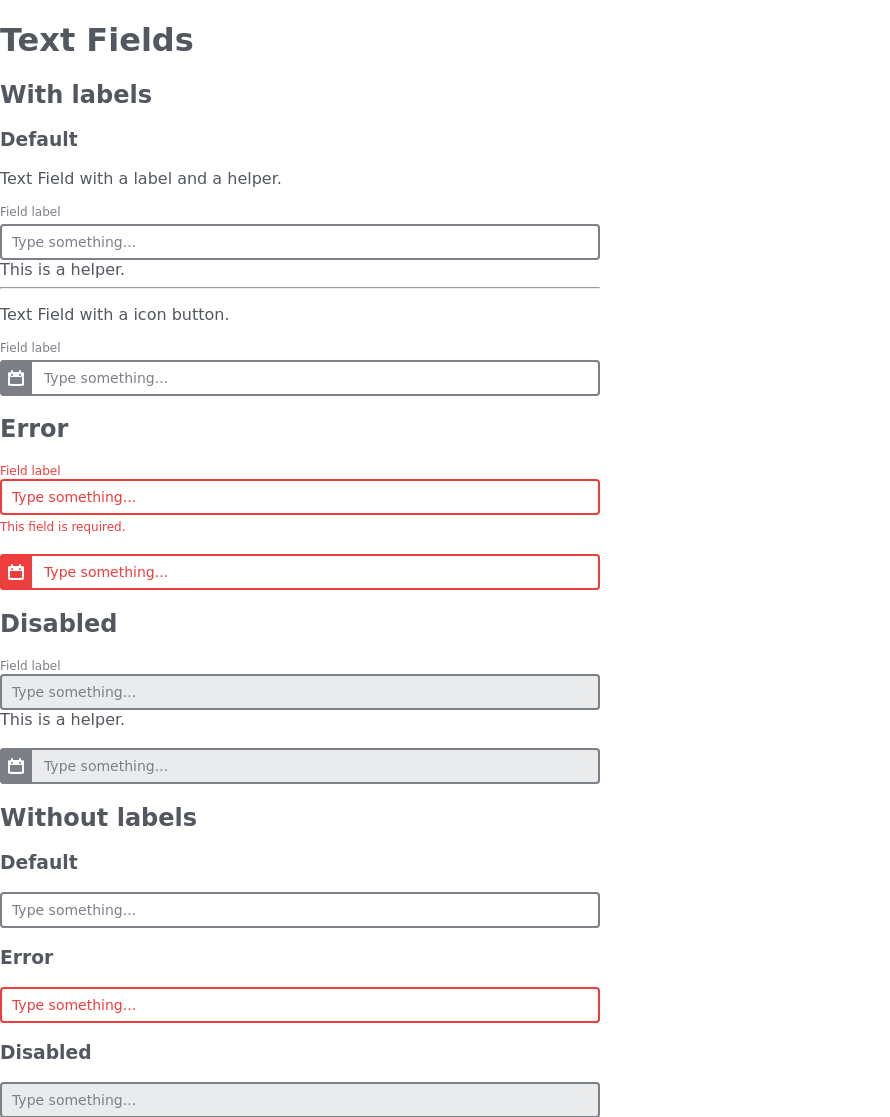 Text Fields
With labels
Default
Text Field with a label and a helper.
Field label
Type something...
This is a helper.
Text Field with a icon button.
Field label
Type something...
Error
Field label
Type something...
This field is required.
Type something...
Disabled
Field label
Type something...
This is a helper.
Type something...
Without labels
Default
Type something...
Error
Type something...
Disabled
Type something...